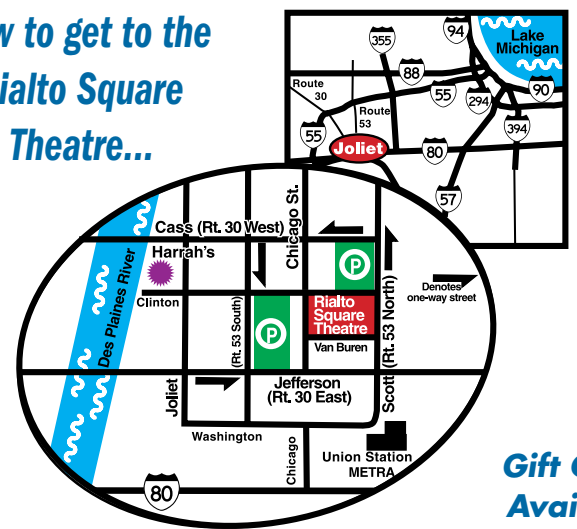 to get to the
Rialto Square
Theatre...
94
Lake
Michigan
355
88
Route
30
55
90
294
Route
53
55
394
Joliet
80
57
Chicago St.
Cass (Rt. 30 West)
Harrah's
P
Denotes
one-way street
Clinton
Des Plaines River
(Rt. 53 South)
P
Rialto
Square
Theatre
Scott (Rt. 53 North)
Van Buren
Joliet
Jefferson
(Rt. 30 East)
Washington
Chicago
Union Station
METRA
80
Gift